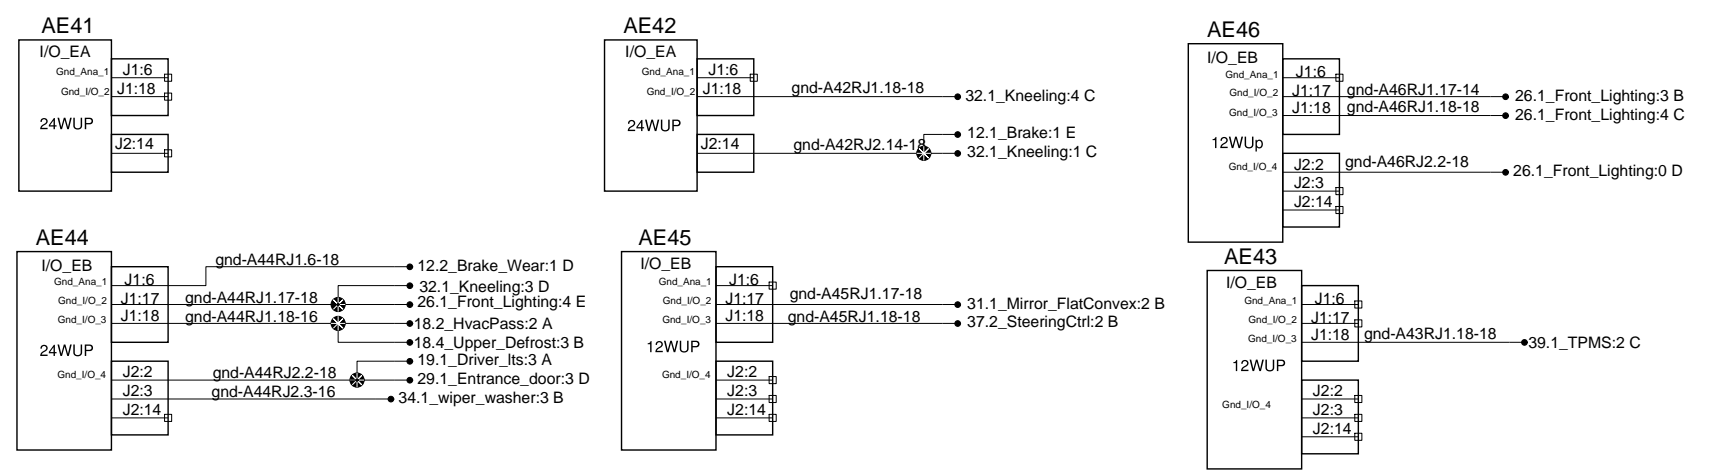 AE41
I/O_EA
Gnd_Ana_1 J1:6
Gnd_I/O_2 J1:18
24WUP
J2:14
AE42
I/O_EA
Gnd_Ana_1 J1:6
Gnd_I/O_2 J1:18 gnd-A42RJ1.18-18 32.1_Kneeling:4 C
24WUP
12.1_Brake:1 E
J2:14 gnd-A42RJ2.14-18 32.1_Kneeling:1 C
AE46
I/O_EB
Gnd_Ana_1 J1:6
Gnd_I/O_2 J1:17 gnd-A46RJ1.17-14 26.1_Front_Lighting:3 B
Gnd_I/O_3 J1:18 gnd-A46RJ1.18-18 26.1_Front_Lighting:4 C
12WUp
Gnd_I/O_4 J2:2 gnd-A46RJ2.2-18 26.1_Front_Lighting:0 D
J2:3
J2:14
AE44
I/O_EB gnd-A44RJ1.6-18 12.2_Brake_Wear:1 D
Gnd_Ana_1 J1:6 32.1_Kneeling:3 D
Gnd_I/O_2 J1:17 gnd-A44RJ1.17-18 26.1_Front_Lighting:4 E
Gnd_I/O_3 J1:18 gnd-A44RJ1.18-16 18.2_HvacPass:2 A
24WUP 18.4_Upper_Defrost:3 B
19.1_Driver_lts:3 A
Gnd_I/O_4 J2:2 gnd-A44RJ2.2-18 29.1_Entrance_door:3 D
J2:3 gnd-A44RJ2.3-16 34.1_wiper_washer:3 B
J2:14
AE45
I/O_EB
Gnd_Ana_1 J1:6
Gnd_I/O_2 J1:17 gnd-A45RJ1.17-18 31.1_Mirror_FlatConvex:2 B
Gnd_I/O_3 J1:18 gnd-A45RJ1.18-18 37.2_SteeringCtrl:2 B
12WUP
Gnd_I/O_4 J2:2
J2:3
J2:14
AE43
I/O_EB
Gnd_Ana_1 J1:6
Gnd_I/O_2 J1:17
Gnd_I/O_3 J1:18 gnd-A43RJ1.18-18 39.1_TPMS:2 C
12WUP
J2:2
Gnd_I/O_4 J2:3
J2:14